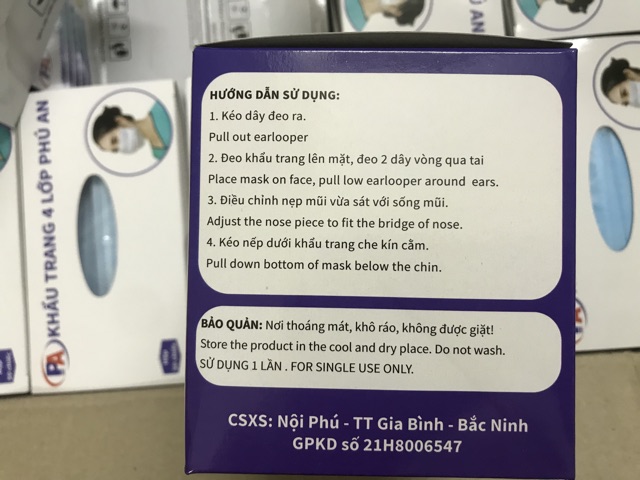 HƯỚNG DẪN SỬ DỤNG:
1. Kéo dây đeo ra.
Pull out earlooper
2. Đeo khẩu trang lên mặt, đeo 2 dây vòng qua tai
Place mask on face, pull low earlooper around ears.
3. Điều chỉnh nẹp mũi vừa sát với sống mũi.
Adjust the nose piece to fit the bridge of nose.
4. Kéo nếp dưới khẩu trang che kín cằm.
Pull down bottom of mask below the chin.
BẢO QUẢN: Nơi thoáng mát, khô ráo, không được giặt!
Store the product in the cool and dry place. Do not wash.
SỬ DỤNG 1 LẦN . FOR SINGLE USE ONLY.
CSXS: Nội Phú - TT Gia Bình - Bắc Ninh
GPKD số 21H8006547
PA KHẨU TRANG 4 LỚP PHÚ AN